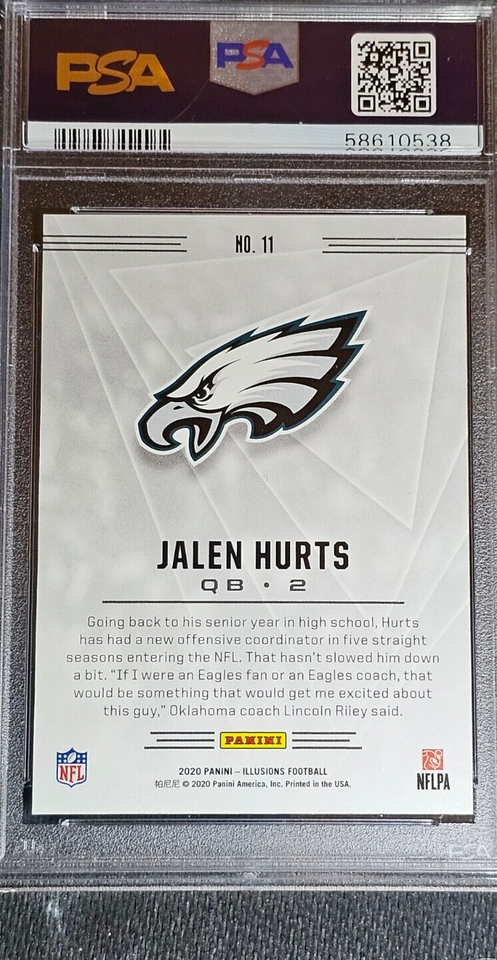 PSA PSA
58610538
NO. 11
JALEN HURTS
QB • 2
Going back to his senior year in high school, Hurts
has had a new offensive coordinator in five straight
seasons entering the NFL. That hasn't slowed him down
a bit. “If I were an Eagles fan or an Eagles coach, that
would be something that would get me excited about
this guy,” Oklahoma coach Lincoln Riley said.
PANINI
NFL
2020 PANINI – ILLUSIONS FOOTBALL
帕尼尼 © 2020 Panini America, Inc. Printed in the USA.
NFLPA
PSA